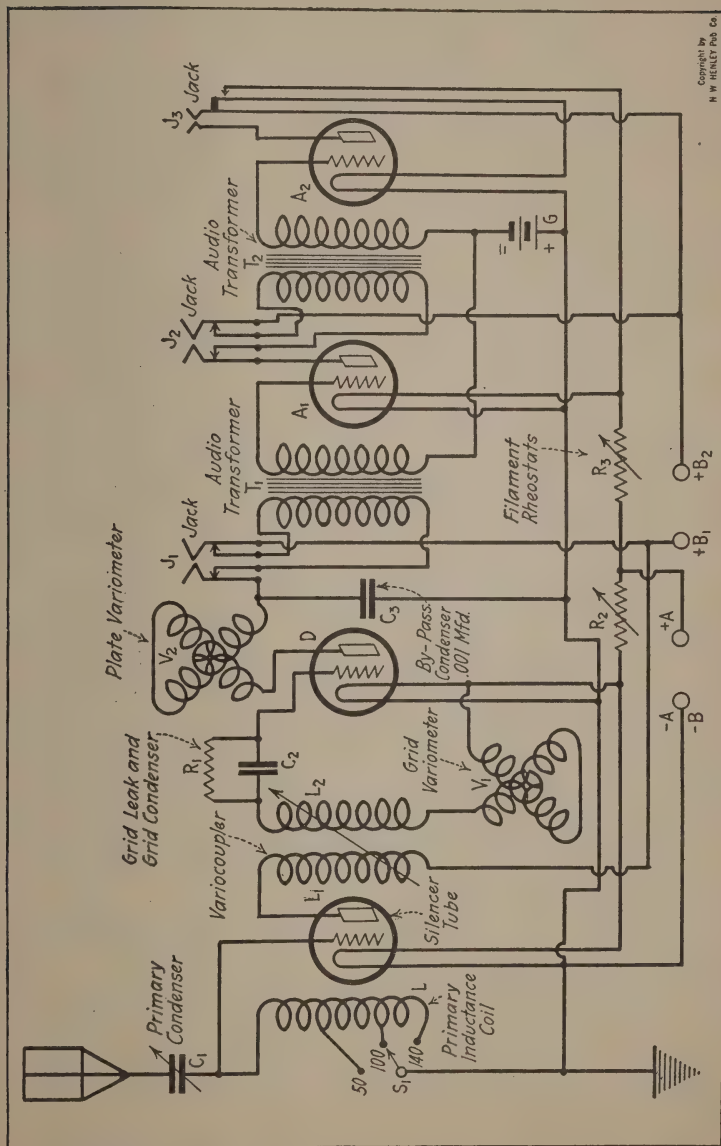 Primary
Condenser
C1
50
100
140
S1
L
Primary
Inductance
Coil
Silencer
Tube
L1
Variocoupler
L2
Grid Leak and
Grid Condenser
R1
C2
Grid
Variometer
V1
Plate Variometer
V2
D
By-Pass.
Condenser
.001 Mfd.
C3
J1 Jack
Audio
Transformer
T1
A1
J2 Jack
Audio
Transformer
T2
A2
J3 Jack
=
+ G
Filament
Rheostats
R2
R3
-A
-B
+A
+B1
+B2
Copyright by
N W HENLEY PUB CO.